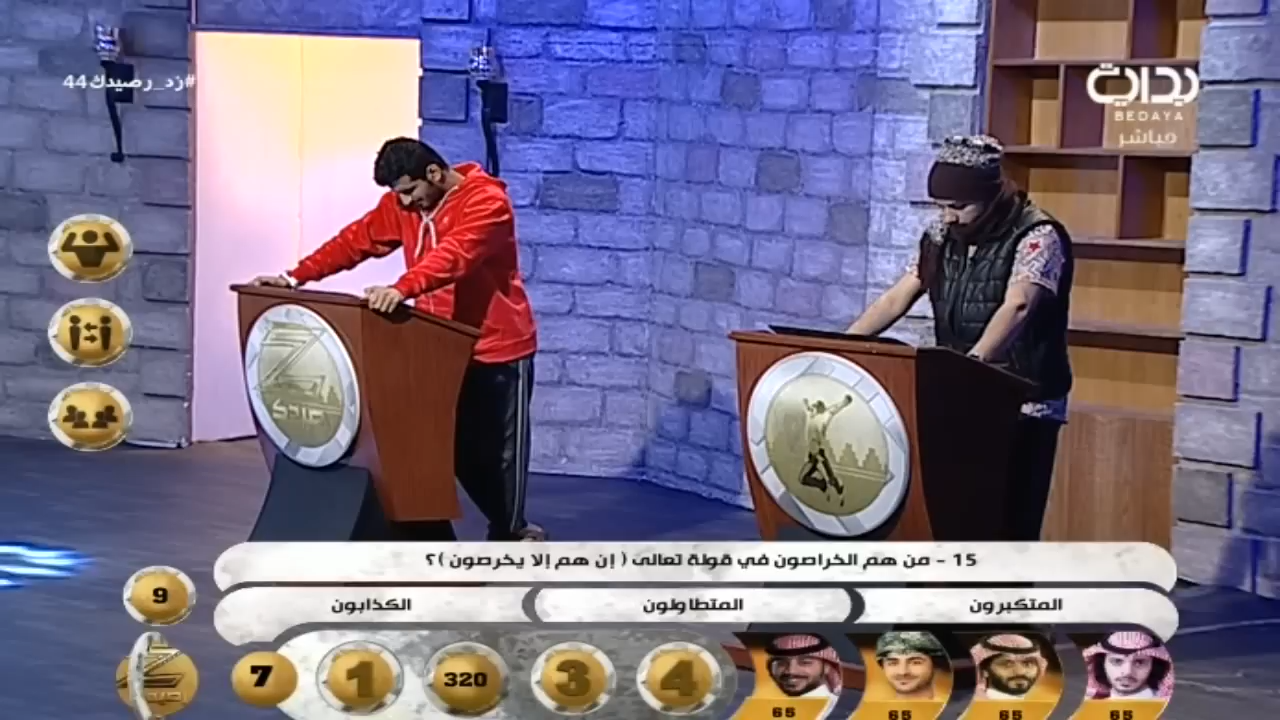 #زد_رصيدك44
بداية
BEDAYA
مباشر
15 - من هم الخراصون في قولة تعالى ( إن هم إلا يخرصون )؟
9
المتكبرون
المتطاولون
الكذابون
7
1
320
3
4
65
65
65
65